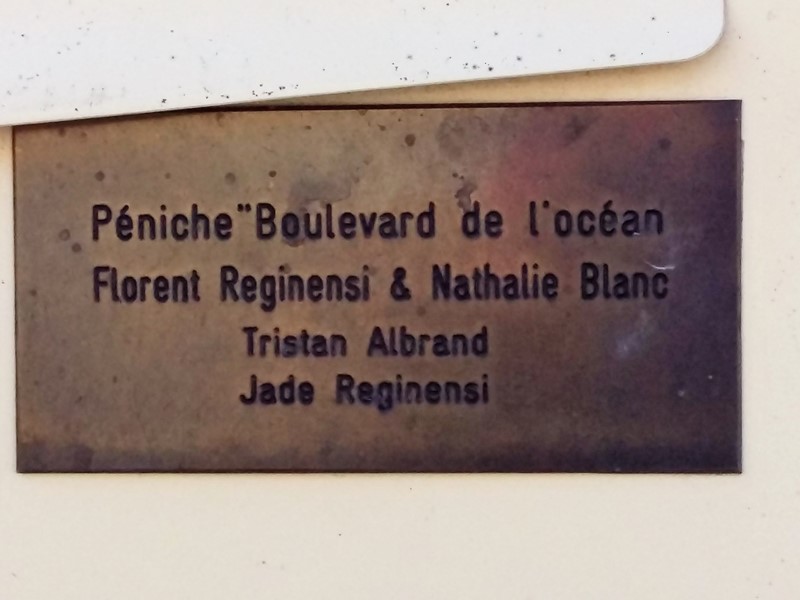 Péniche"Boulevard de l'océan
Florent Reginensi & Nathalie Blanc
Tristan Albrand
Jade Reginensi